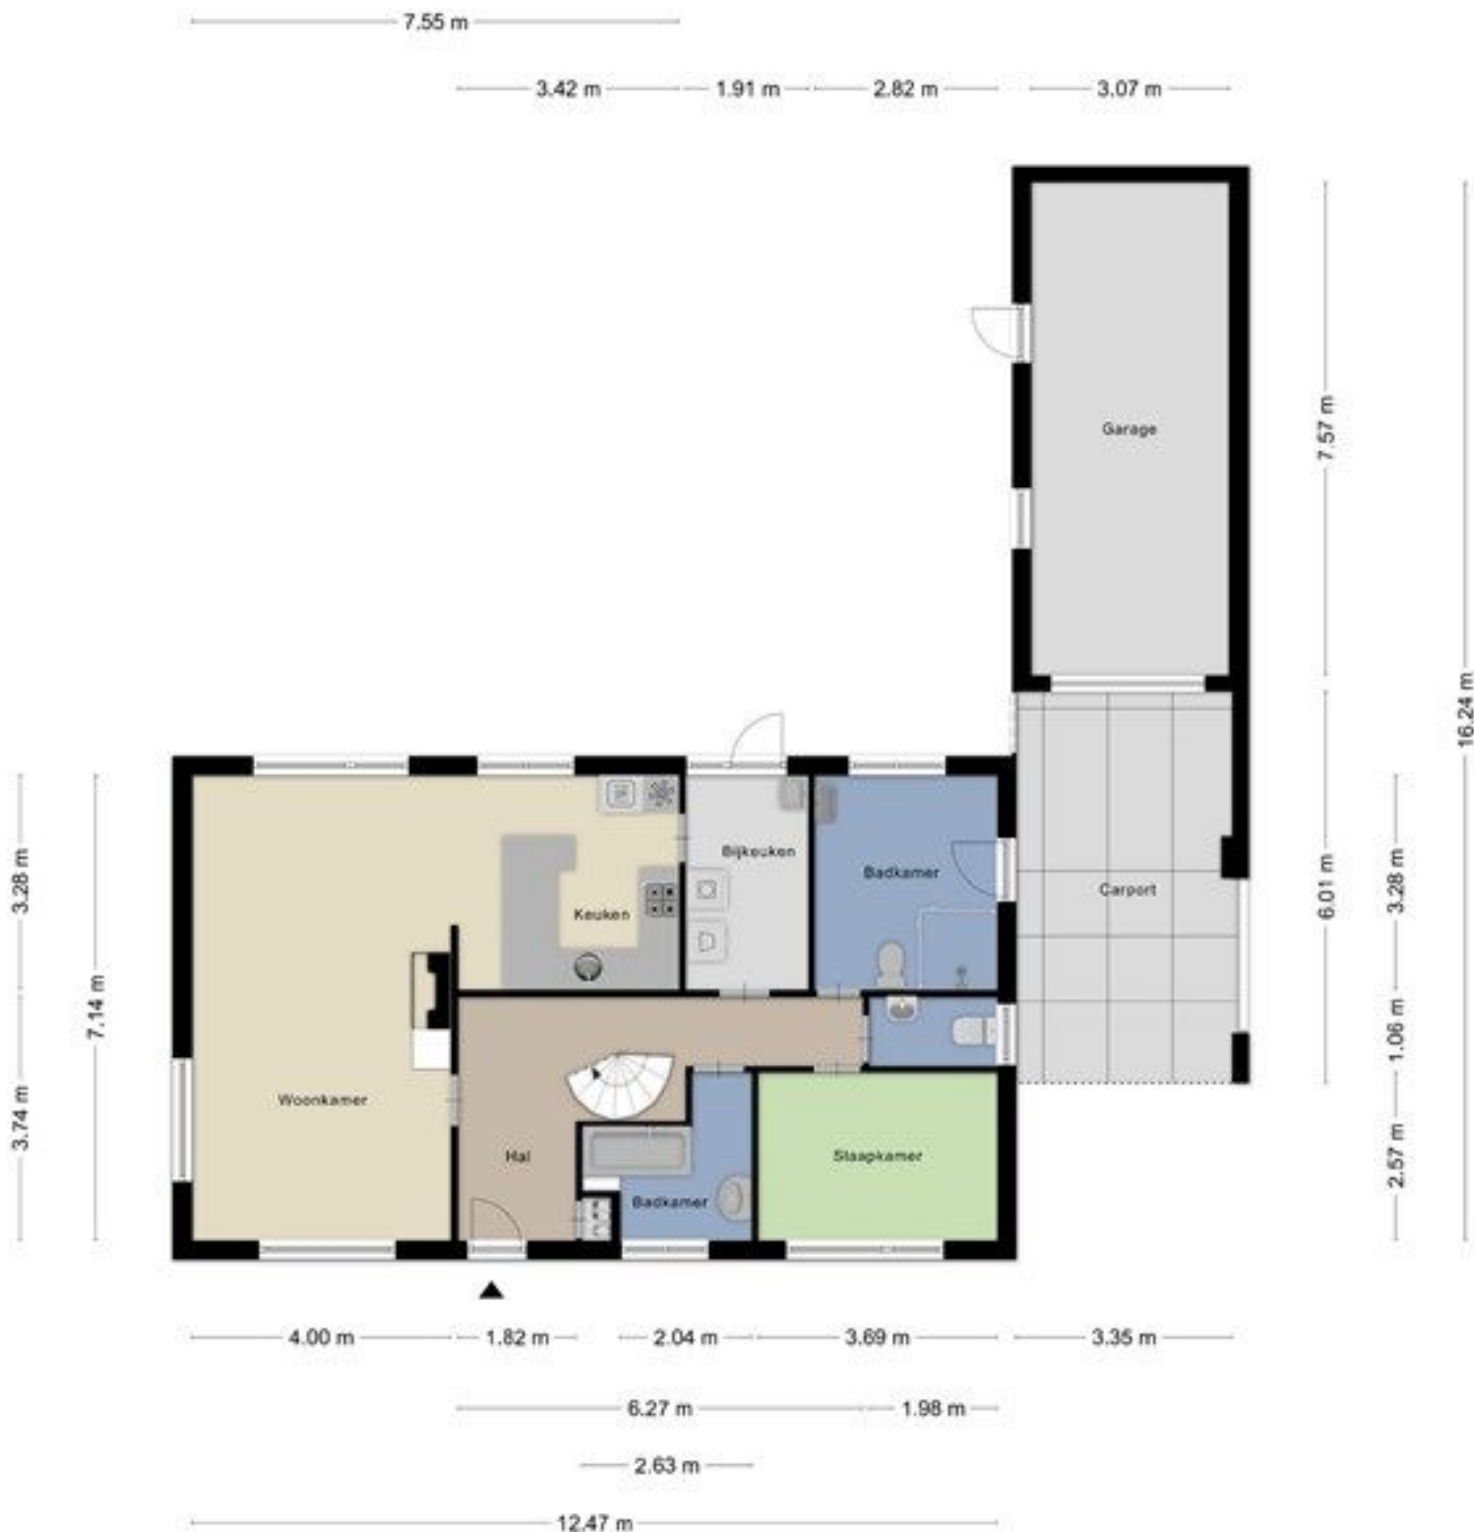 7.55 m
3.42 m
1.91 m
2.82 m
3.07 m
Garage
7.57 m
16.24 m
3.28 m
7.14 m
3.74 m
Bijkeuken
Badkamer
Keuken
Carport
6.01 m
3.28 m
1.06 m
2.57 m
Woonkamer
Hal
Badkamer
Slaapkamer
4.00 m
1.82 m
2.04 m
3.69 m
3.35 m
6.27 m
1.98 m
2.63 m
12.47 m